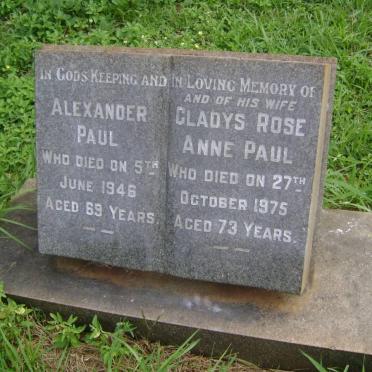 IN GODS KEEPING AND IN LOVING MEMORY OF
ALEXANDER
PAUL
WHO DIED ON 5TH
JUNE 1946
AGED 69 YEARS.
AND OF HIS WIFE
GLADYS ROSE
ANNE PAUL
WHO DIED ON 27TH
OCTOBER 1975
AGED 73 YEARS.